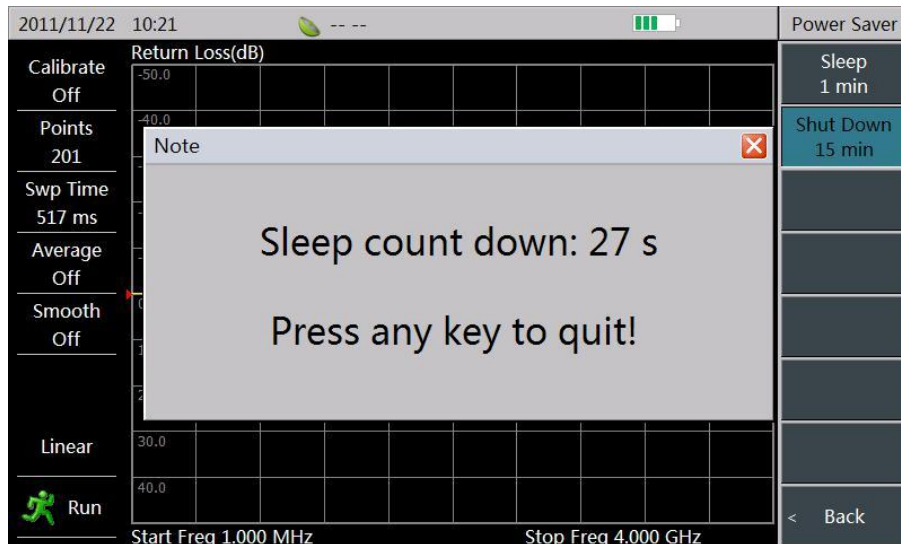 2011/11/22 10:21 -- -- Power Saver
Calibrate
Off
Points
201
Swp Time
517 ms
Average
Off
Smooth
Off
Linear
Run
Return Loss(dB)
-50.0
-40.0
Note
Sleep count down: 27 s
Press any key to quit!
30.0
40.0
Start Freq 1.000 MHz Stop Freq 4.000 GHz
Sleep
1 min
Shut Down
15 min
< Back